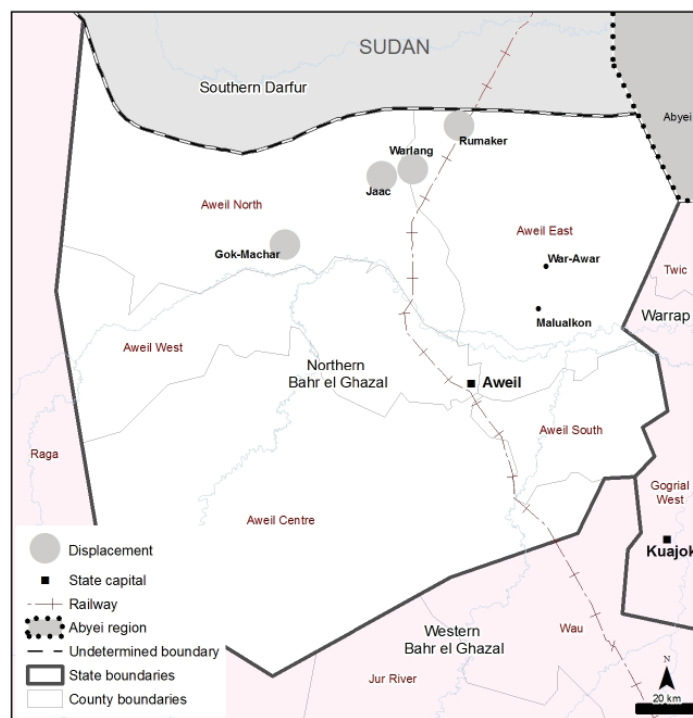 SUDAN
Southern Darfur
Abyei
Rumaker
Warlang
Jaac
Aweil North
Aweil East
Gok-Machar
War-Awar
Twic
Malualkon
Warrap
Aweil West
Northern
Bahr el Ghazal
Aweil
Aweil South
Raga
Gogrial
West
Aweil Centre
Kuajok
Displacement
State capital
Railway
Abyei region
Undetermined boundary
State boundaries
County boundaries
Western
Bahr el Ghazal
Wau
Jur River
N
20 km